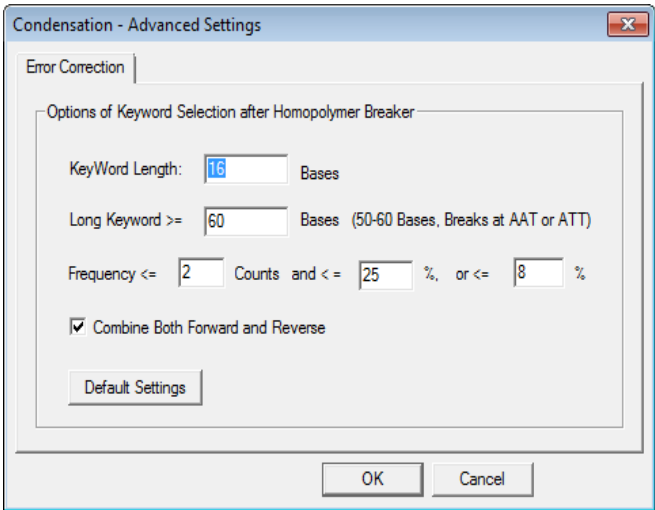 Condensation - Advanced Settings
Error Correction
Options of Keyword Selection after Homopolymer Breaker
KeyWord Length: 16 Bases
Long Keyword >= 60 Bases (50-60 Bases, Breaks at AAT or ATT)
Frequency <= 2 Counts and < = 25 %, or <= 8 %
Combine Both Forward and Reverse
Default Settings
OK Cancel